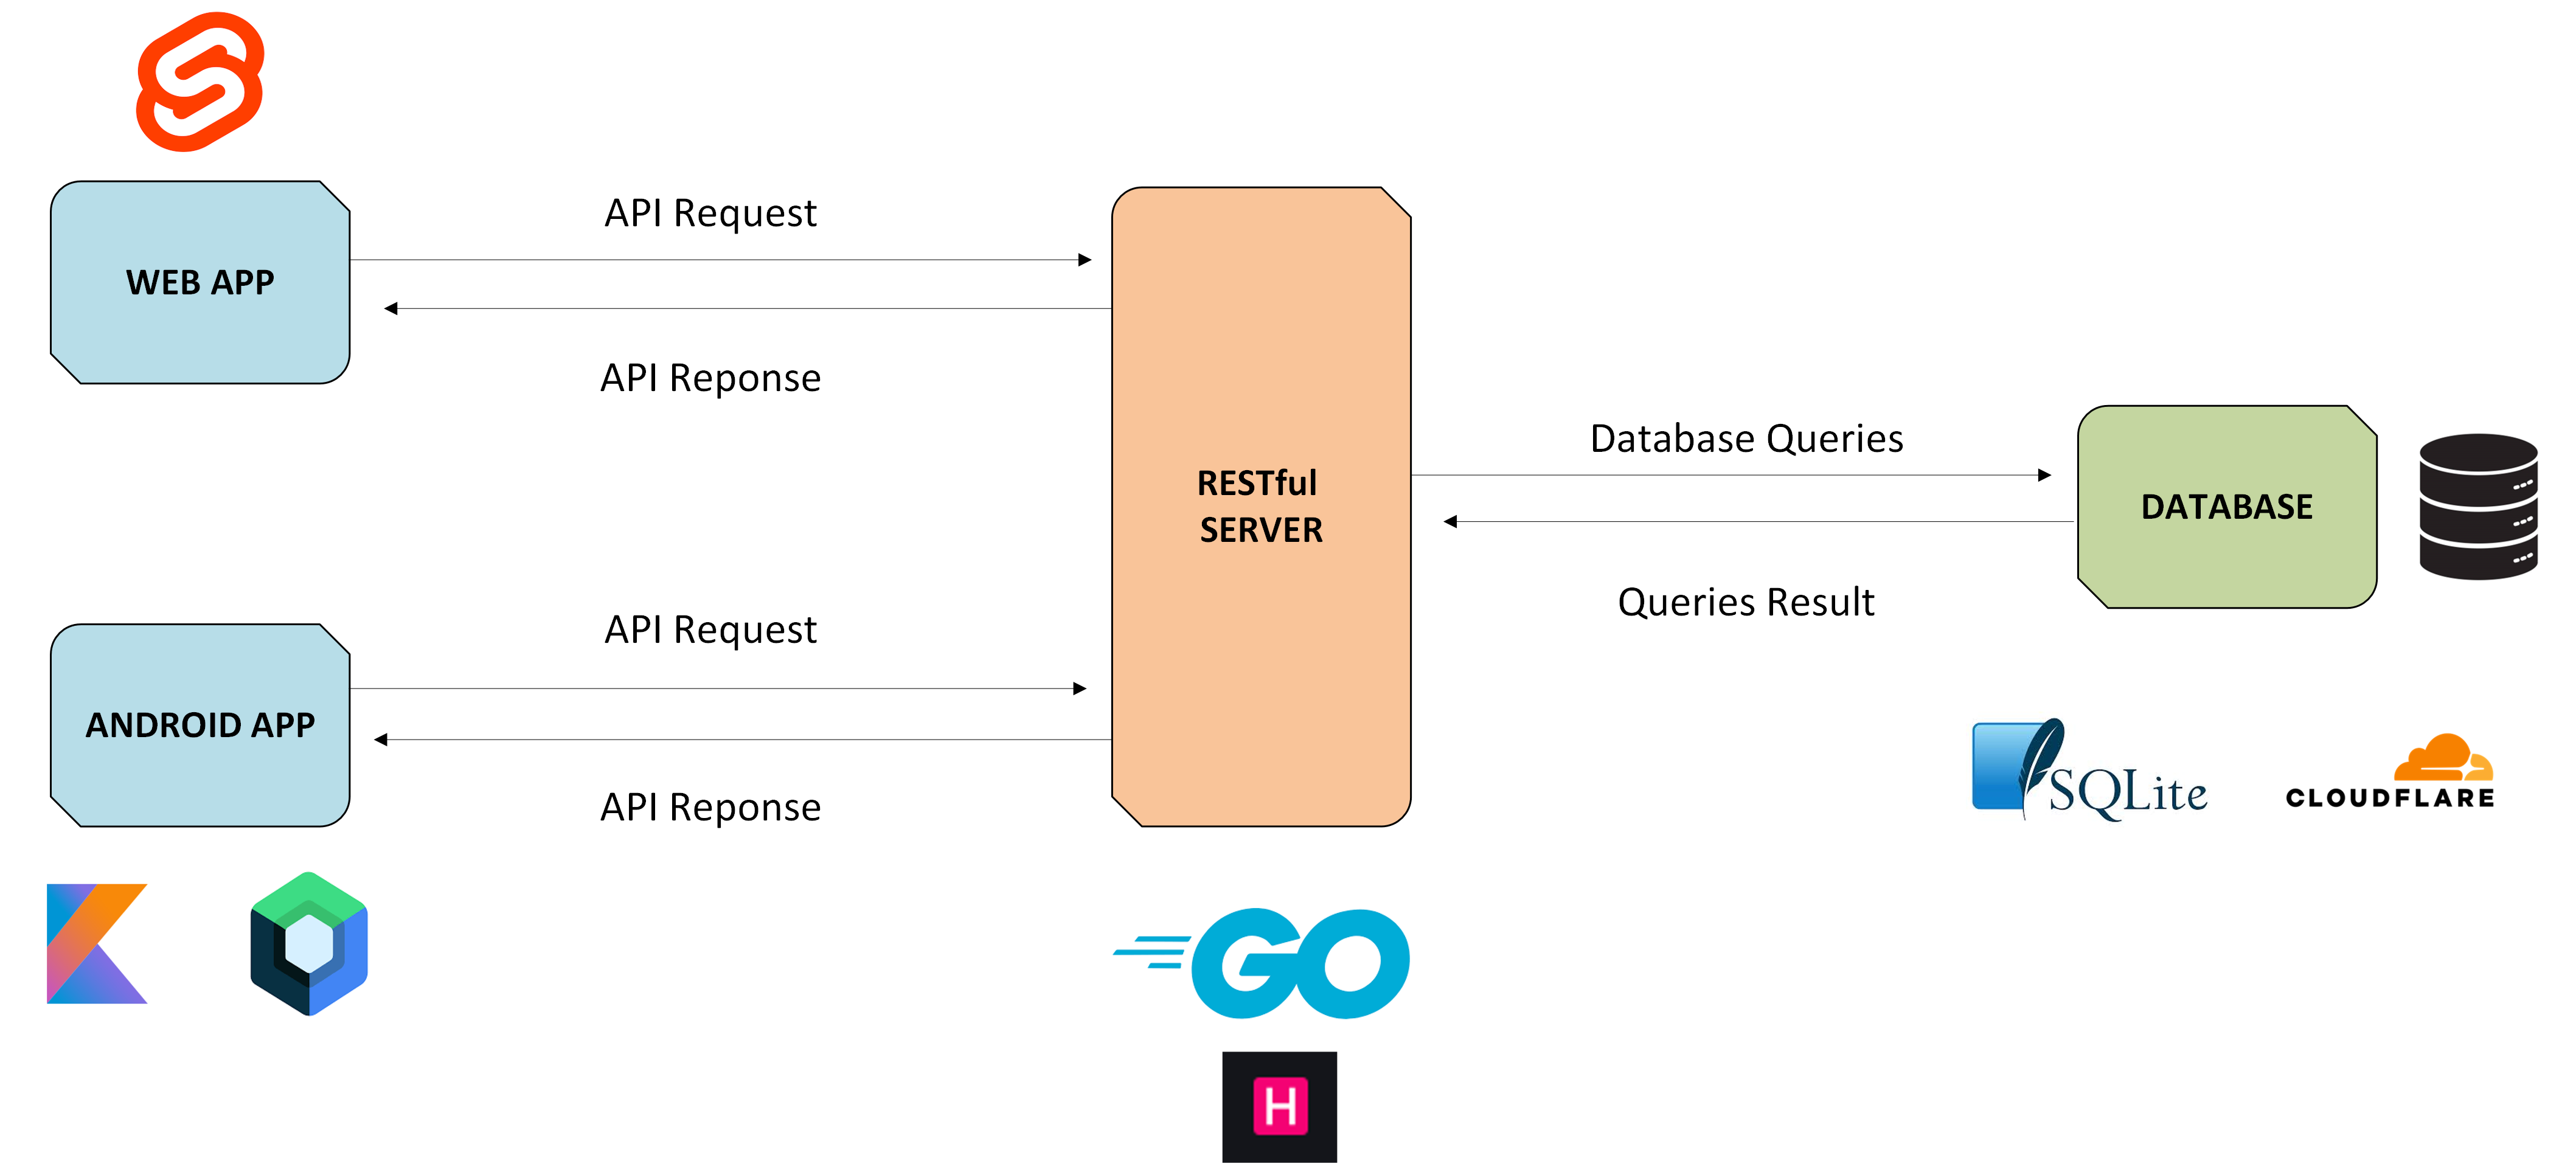 WEB APP
API Request
API Reponse
RESTful
SERVER
Database Queries
Queries Result
DATABASE
ANDROID APP
API Request
API Reponse
SQLite
CLOUDFLARE
GO
H